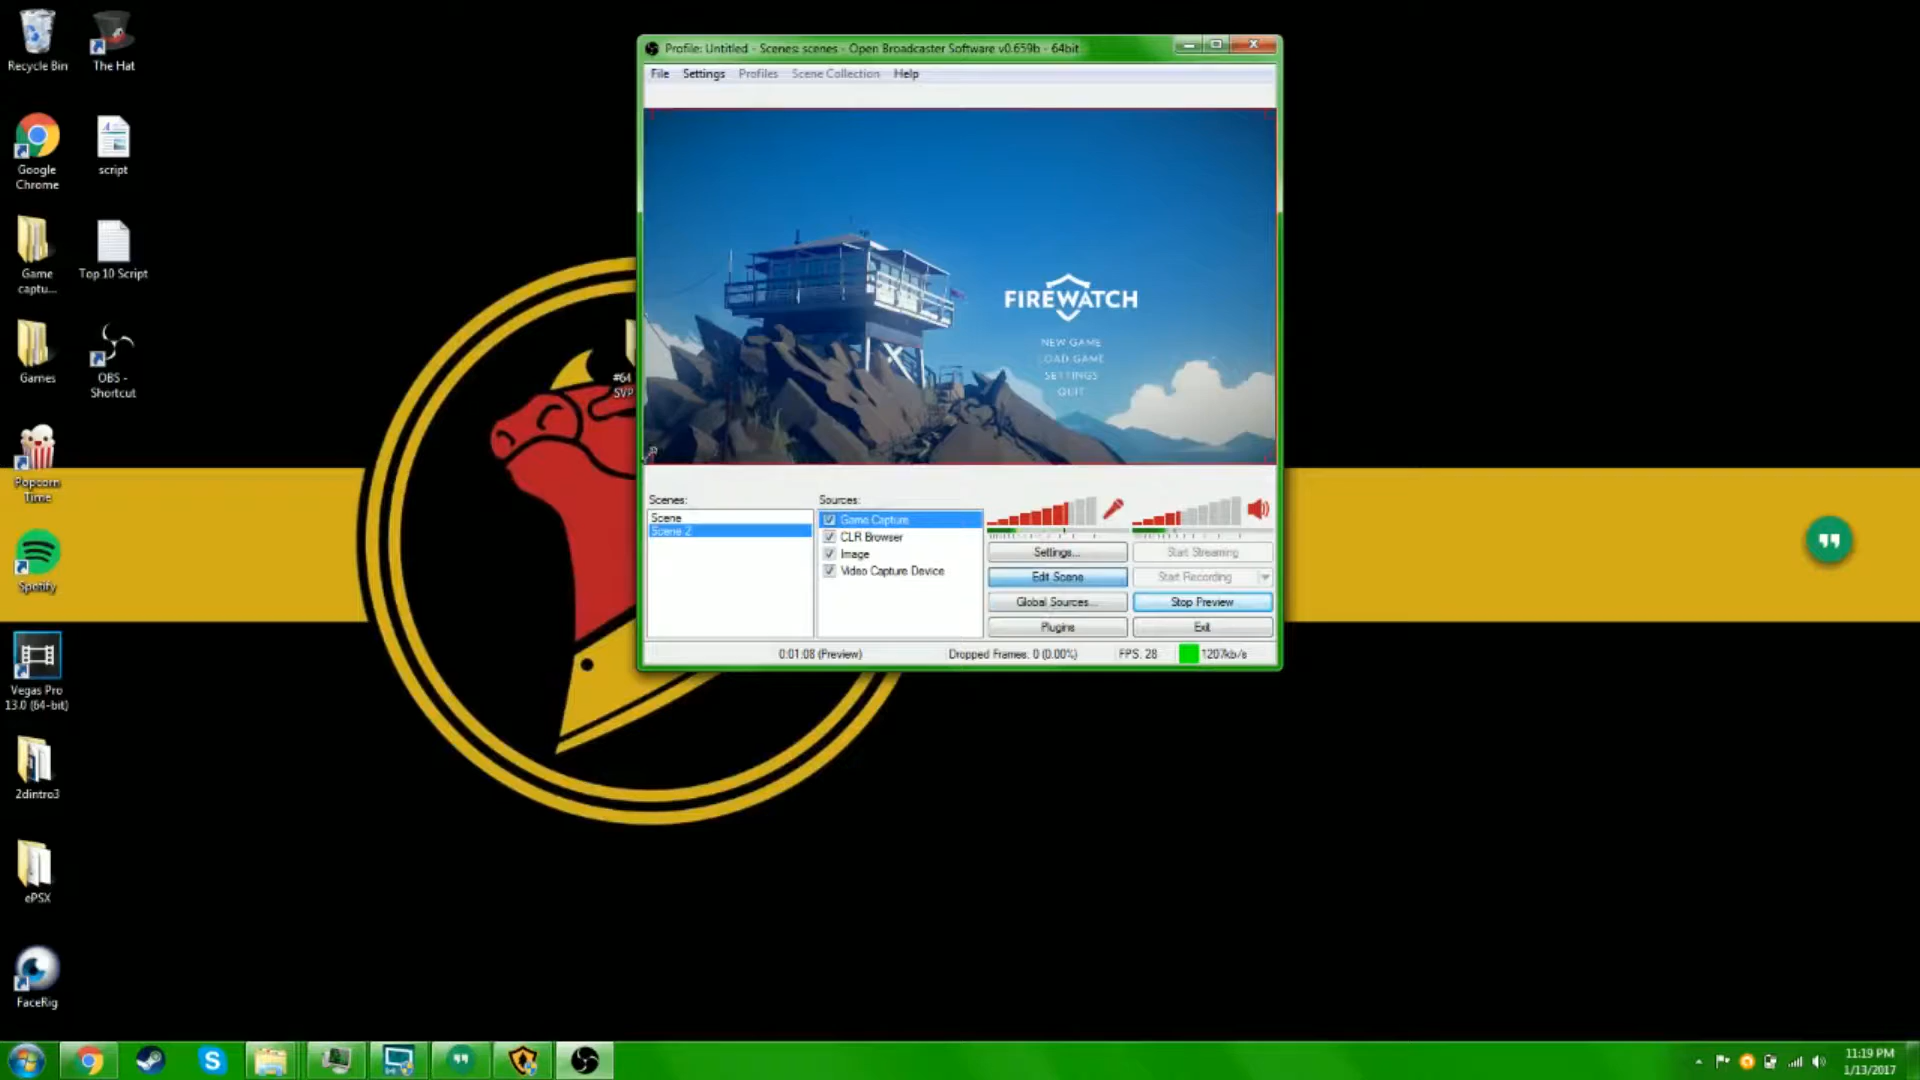 Recycle Bin
The Hat
Google
Chrome
script
Game
captu...
Top 10 Script
Games
OBS -
Shortcut
Popcorn
Time
Spotify
Vegas Pro
13.0 (64-bit)
2dintro3
ePSX
FaceRig
#64
SVP
Profile: Untitled - Scenes: scenes - Open Broadcaster Software v0.659b - 64bit
File Settings Profiles Scene Collection Help
FIREWATCH
NEW GAME
LOAD GAME
SETTINGS
QUIT
Scenes:
Scene
Scene 2
Sources:
Game Capture
CLR Browser
Image
Video Capture Device
Settings...
Start Streaming
Edit Scene
Start Recording
Global Sources...
Stop Preview
Plugins
Exit
0:01:08 (Preview)
Dropped Frames: 0 (0.00%)
FPS: 28
1207kb/s
11:19 PM
1/13/2017